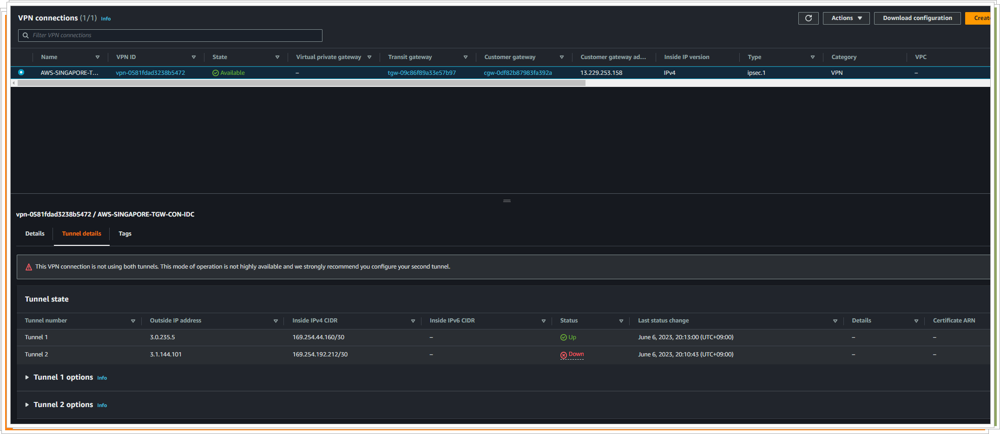 VPN connections (1/1) Info
Actions Download configuration Create
Filter VPN connections
Name VPN ID State Virtual private gateway Transit gateway Customer gateway Customer gateway ad... Inside IP version Type Category VPC
AWS-SINGAPORE-T... vpn-0581fdad3238b5472 Available – tgw-09c86f89a33e57b97 cgw-0df82b87983fa392a 13.229.253.158 IPv4 ipsec.1 VPN –
vpn-0581fdad3238b5472 / AWS-SINGAPORE-TGW-CON-IDC
Details Tunnel details Tags
This VPN connection is not using both tunnels. This mode of operation is not highly available and we strongly recommend you configure your second tunnel.
Tunnel state
Tunnel number Outside IP address Inside IPv4 CIDR Inside IPv6 CIDR Status Last status change Details Certificate ARN
Tunnel 1 3.0.235.5 169.254.44.160/30 – Up June 6, 2023, 20:13:00 (UTC+09:00) – –
Tunnel 2 3.1.144.101 169.254.192.212/30 – Down June 6, 2023, 20:10:43 (UTC+09:00) – –
Tunnel 1 options Info
Tunnel 2 options Info